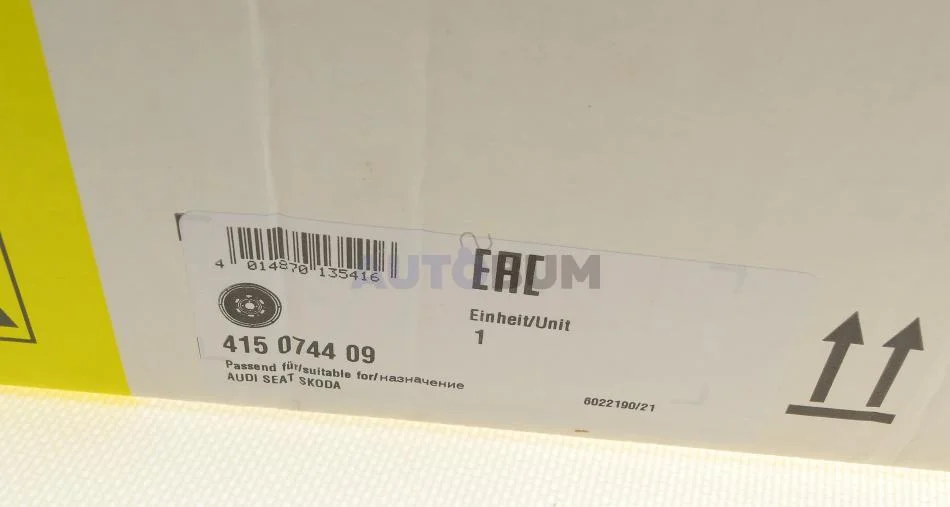 4 014870 135416
EAC
AUTOBUM
Einheit/Unit
1
415 0744 09
Passend für/suitable for/назначение
AUDI SEAT SKODA
6022190/21